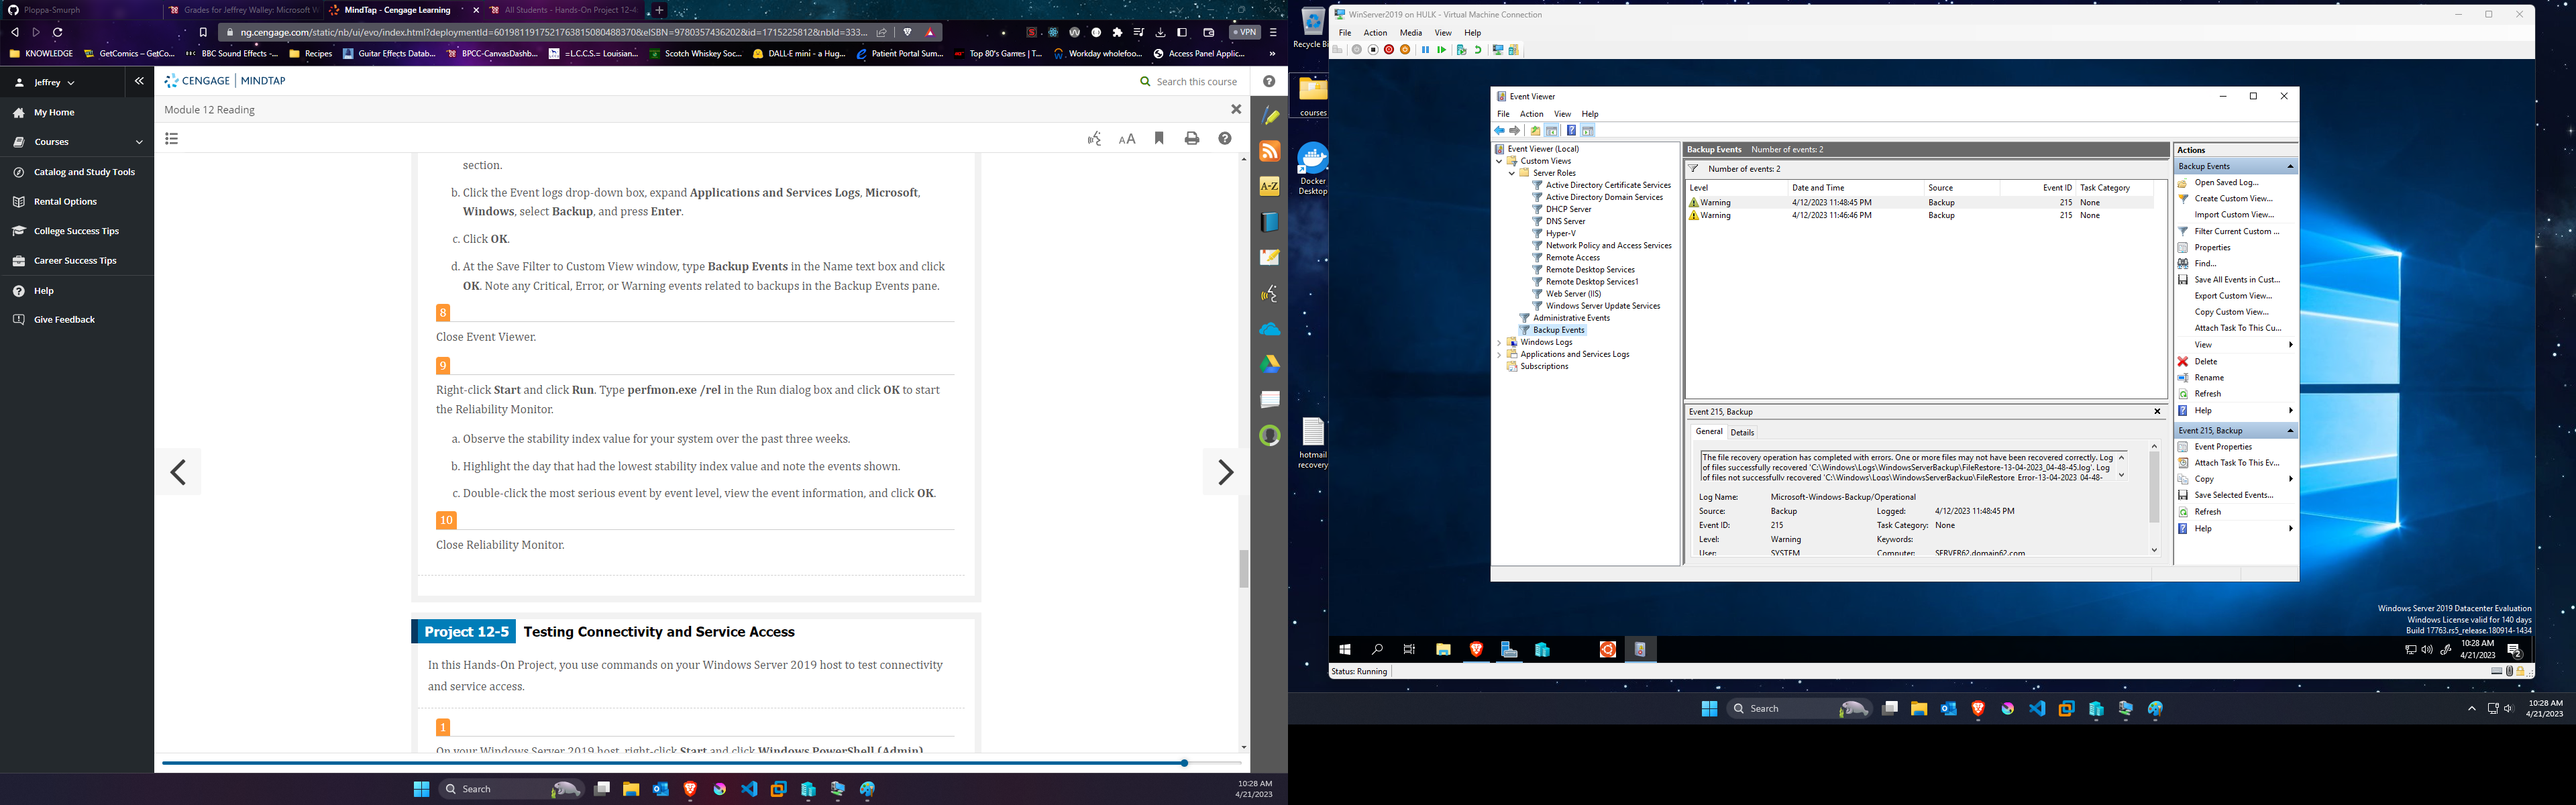 Ploppa-Smurph
Grades for Jeffrey Walley: Microsoft W
MindTap - Cengage Learning
All Students - Hands-On Project 12-4:
ng.cengage.com/static/nb/ui/evo/index.html?deploymentId=6019811917521763815080488370&eISBN=9780357436202&id=1715225812&nbId=333...
VPN
KNOWLEDGE
GetComics – GetCo...
BBC Sound Effects -...
Recipes
Guitar Effects Datab...
BPCC-CanvasDashb...
=L.C.C.S.= Louisian...
Scotch Whiskey Soc...
DALL·E mini - a Hug...
Patient Portal Sum...
Top 80's Games | T...
Workday wholefoo...
Access Panel Applic...
»
Jeffrey
CENGAGE | MINDTAP
Search this course
My Home
Courses
Catalog and Study Tools
Rental Options
College Success Tips
Career Success Tips
Help
Give Feedback
Module 12 Reading
AA
A-Z
section.
b. Click the Event logs drop-down box, expand Applications and Services Logs, Microsoft,
Windows, select Backup, and press Enter.
c. Click OK.
d. At the Save Filter to Custom View window, type Backup Events in the Name text box and click
OK. Note any Critical, Error, or Warning events related to backups in the Backup Events pane.
8
Close Event Viewer.
9
Right-click Start and click Run. Type perfmon.exe /rel in the Run dialog box and click OK to start
the Reliability Monitor.
a. Observe the stability index value for your system over the past three weeks.
b. Highlight the day that had the lowest stability index value and note the events shown.
c. Double-click the most serious event by event level, view the event information, and click OK.
10
Close Reliability Monitor.
Project 12-5 Testing Connectivity and Service Access
In this Hands-On Project, you use commands on your Windows Server 2019 host to test connectivity
and service access.
1
On your Windows Server 2019 host, right-click Start and click Windows PowerShell (Admin)
Search
10:28 AM
4/21/2023
Recycle Bi
courses
Docker
Desktop
hotmail
recovery
WinServer2019 on HULK - Virtual Machine Connection
File Action Media View Help
Event Viewer
File Action View Help
Event Viewer (Local)
Custom Views
Server Roles
Active Directory Certificate Services
Active Directory Domain Services
DHCP Server
DNS Server
Hyper-V
Network Policy and Access Services
Remote Access
Remote Desktop Services
Remote Desktop Services1
Web Server (IIS)
Windows Server Update Services
Administrative Events
Backup Events
Windows Logs
Applications and Services Logs
Subscriptions
Backup Events Number of events: 2
Number of events: 2
Level Date and Time Source Event ID Task Category
Warning 4/12/2023 11:48:45 PM Backup 215 None
Warning 4/12/2023 11:46:46 PM Backup 215 None
Event 215, Backup
General Details
The file recovery operation has completed with errors. One or more files may not have been recovered correctly. Log
of files successfully recovered 'C:\Windows\Logs\WindowsServerBackup\FileRestore-13-04-2023_04-48-45.log'. Log
of files not successfully recovered 'C:\Windows\Logs\WindowsServerBackup\FileRestore_Error-13-04-2023_04-48-
Log Name: Microsoft-Windows-Backup/Operational
Source: Backup Logged: 4/12/2023 11:48:45 PM
Event ID: 215 Task Category: None
Level: Warning Keywords:
User: SYSTEM Computer: SERVER62.domain62.com
Actions
Backup Events
Open Saved Log...
Create Custom View...
Import Custom View...
Filter Current Custom ...
Properties
Find...
Save All Events in Cust...
Export Custom View...
Copy Custom View...
Attach Task To This Cu...
View
Delete
Rename
Refresh
Help
Event 215, Backup
Event Properties
Attach Task To This Ev...
Copy
Save Selected Events...
Refresh
Help
Windows Server 2019 Datacenter Evaluation
Windows License valid for 140 days
Build 17763.rs5_release.180914-1434
10:28 AM
4/21/2023
2
Status: Running
Search
10:28 AM
4/21/2023